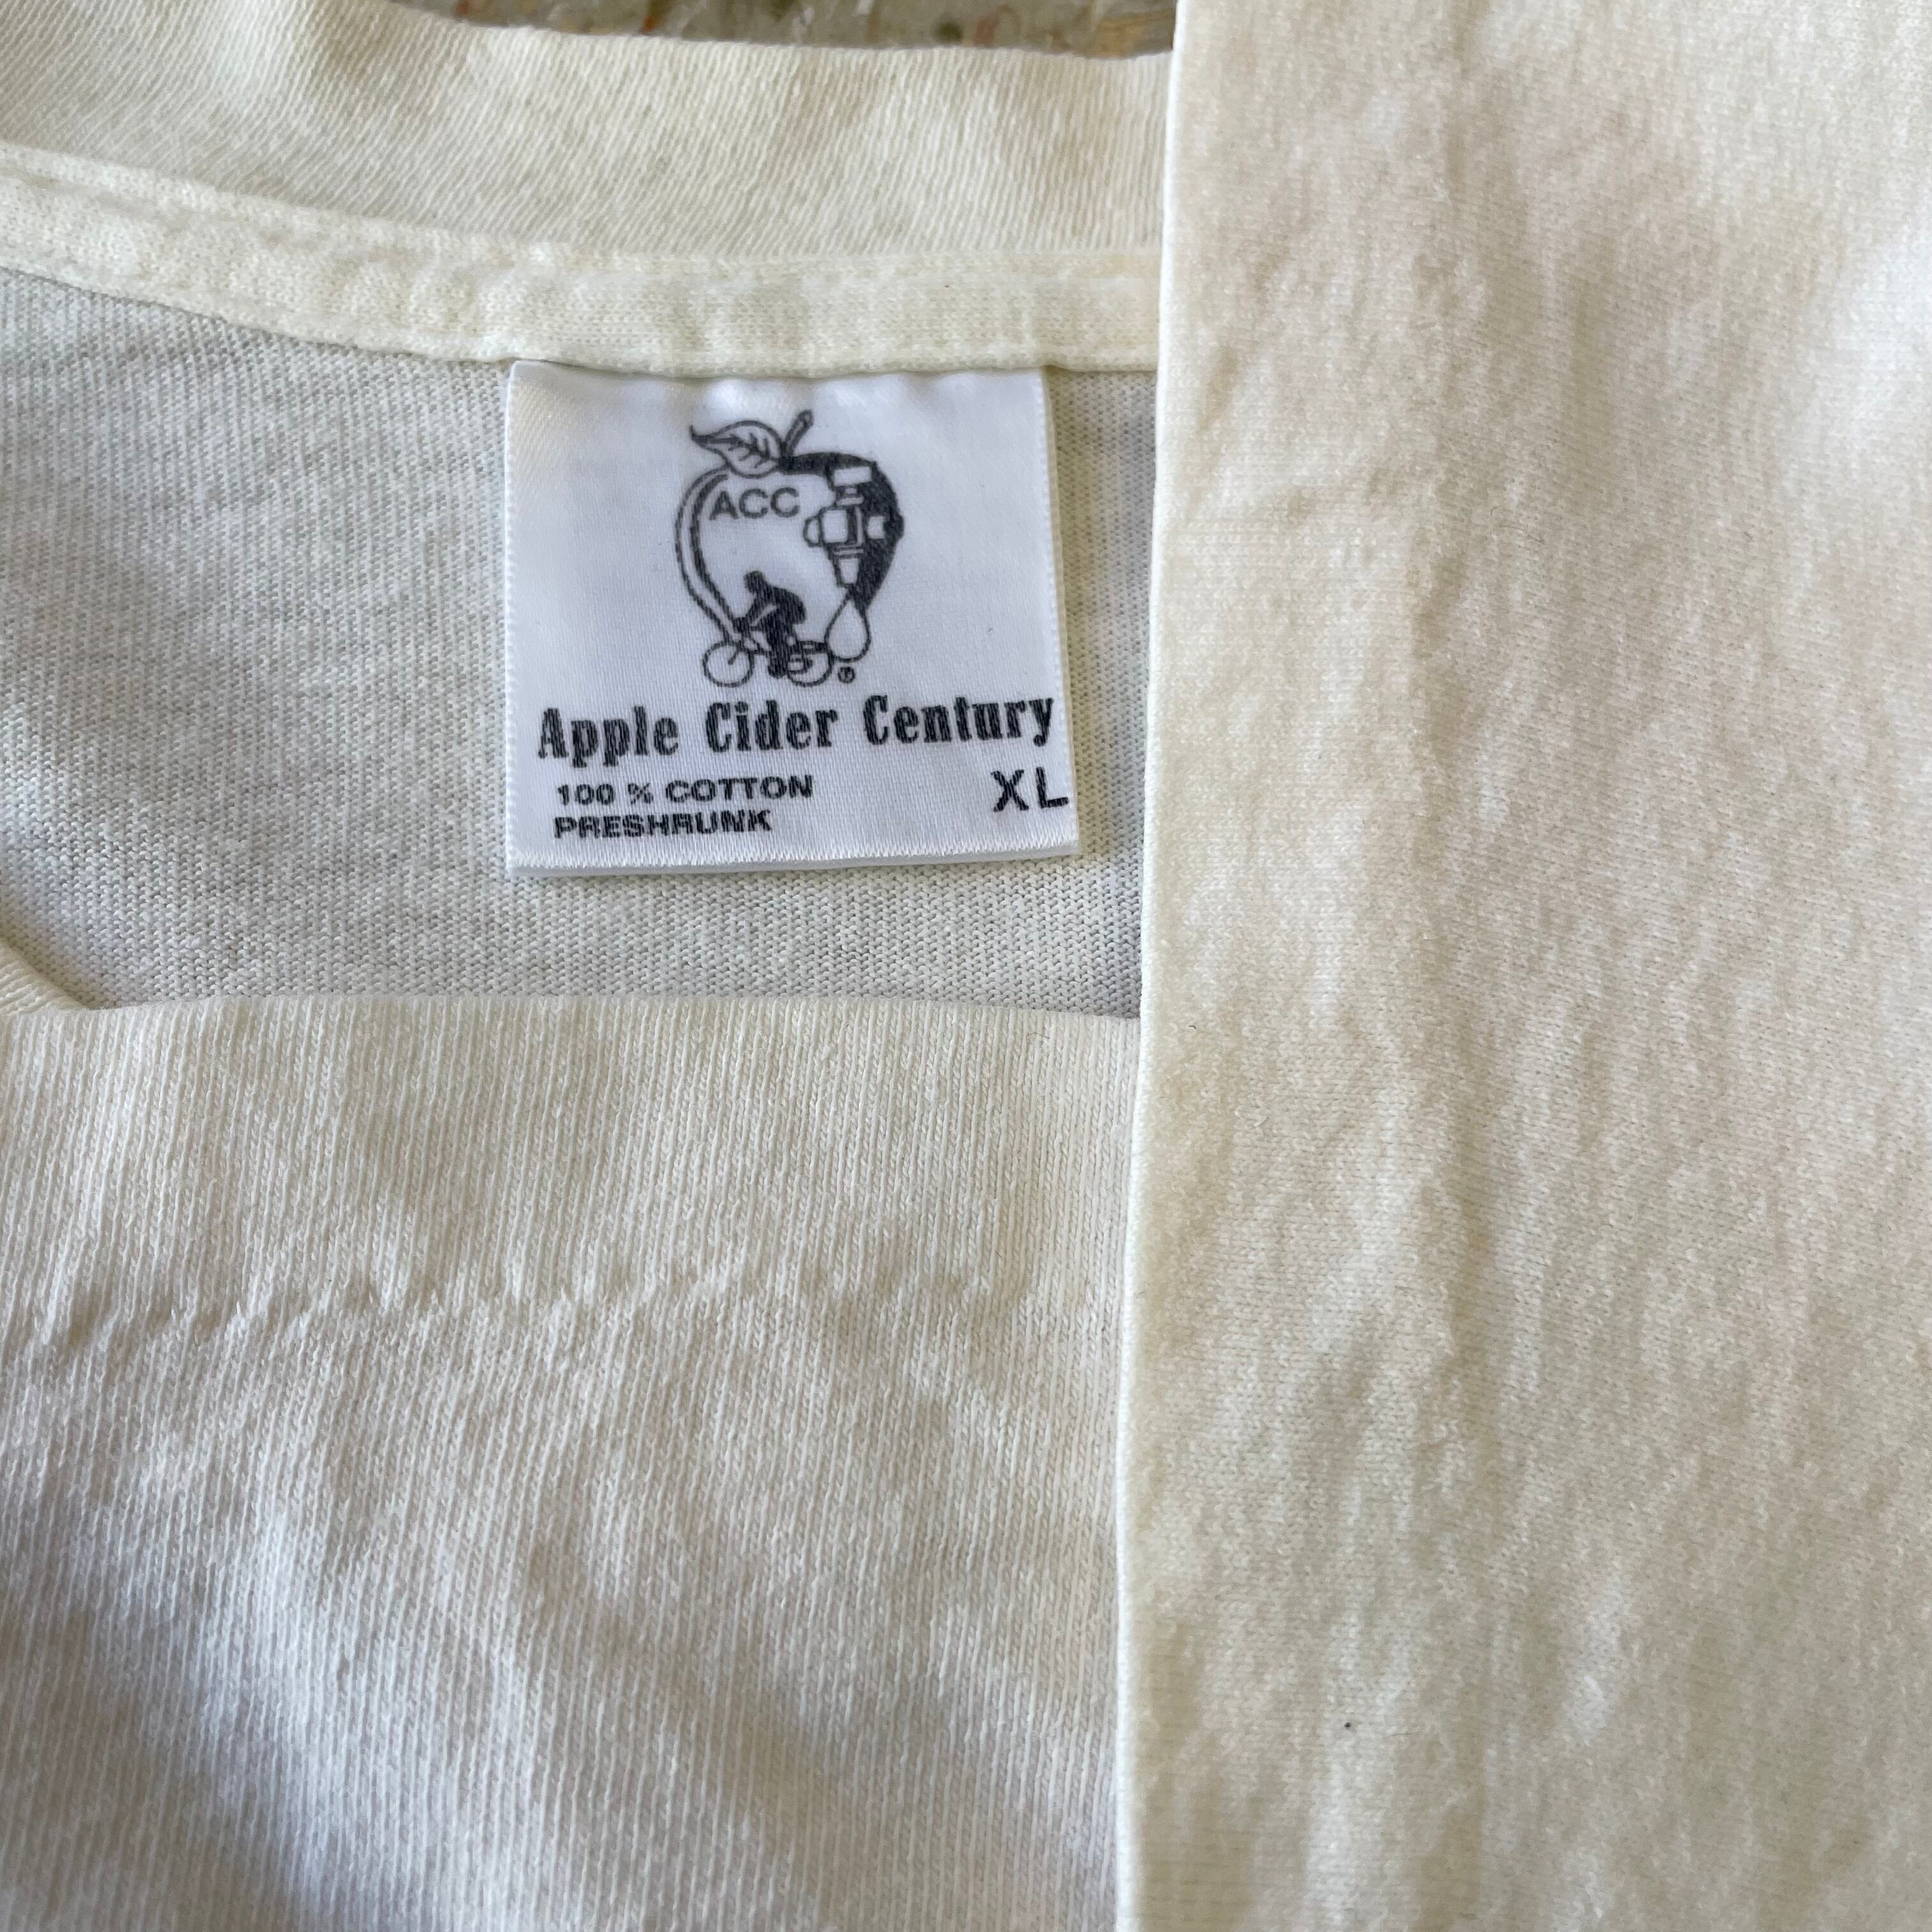 ACC
®
Apple Cider Century
100 % COTTON XL
PRESHRUNK